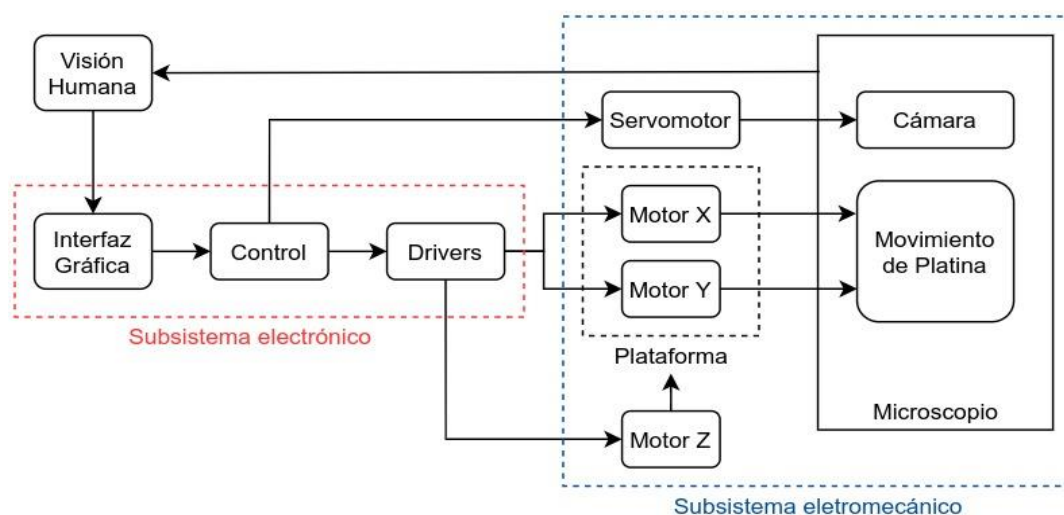 Visión
Humana
Servomotor
Cámara
Interfaz
Gráfica
Control
Drivers
Motor X
Motor Y
Movimiento
de Platina
Subsistema electrónico
Plataforma
Motor Z
Microscopio
Subsistema eletromecánico